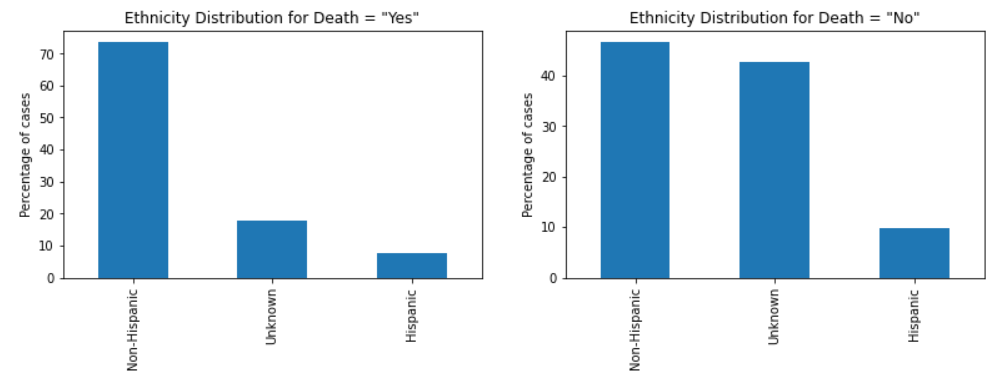 Ethnicity Distribution for Death = "Yes"
Percentage of cases
70
60
50
40
30
20
10
0
Non-Hispanic
Unknown
Hispanic
Ethnicity Distribution for Death = "No"
Percentage of cases
40
30
20
10
0
Non-Hispanic
Unknown
Hispanic